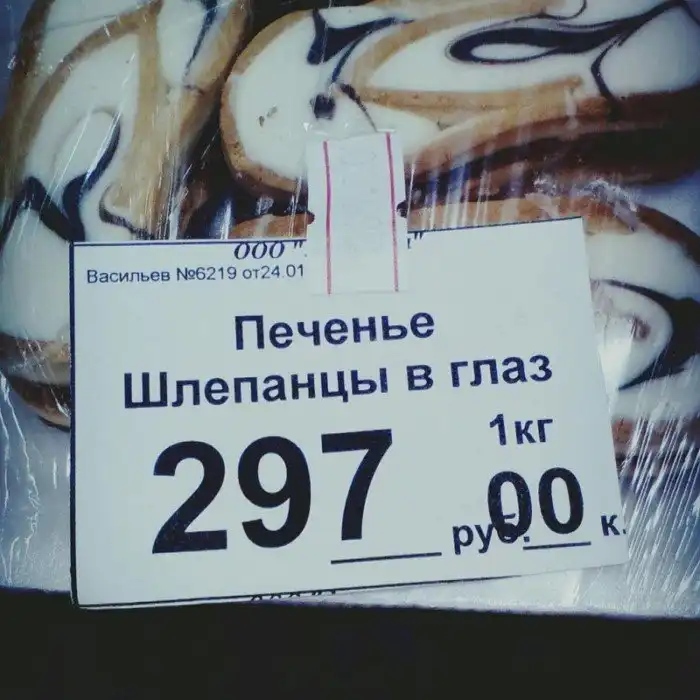 ООО "
Васильев №6219 от24.01
Печенье
Шлепанцы в глаз
1кг
297 руб. 00 к.